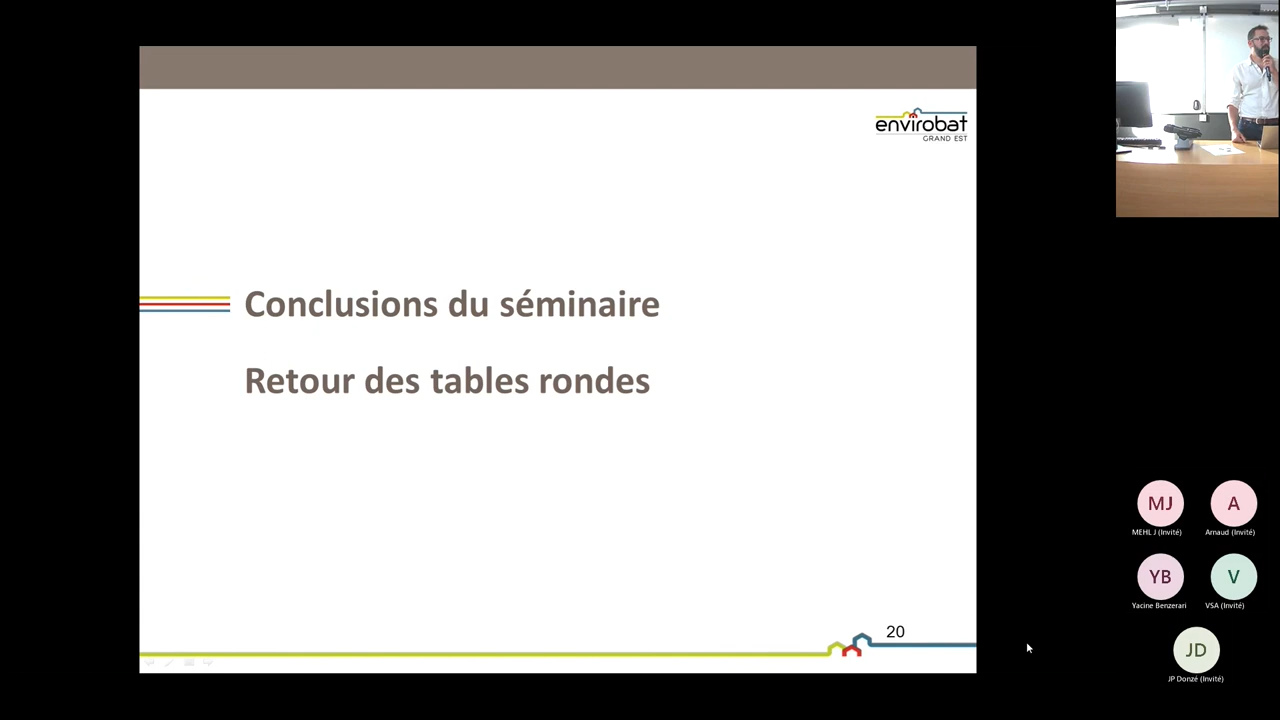 envirobat
GRAND EST
Conclusions du séminaire
Retour des tables rondes
20
MJ
A
MEHL J (Invité)
Arnaud (Invité)
YB
V
Yacine Benzerari
VSA (Invité)
JD
JP Donzé (Invité)